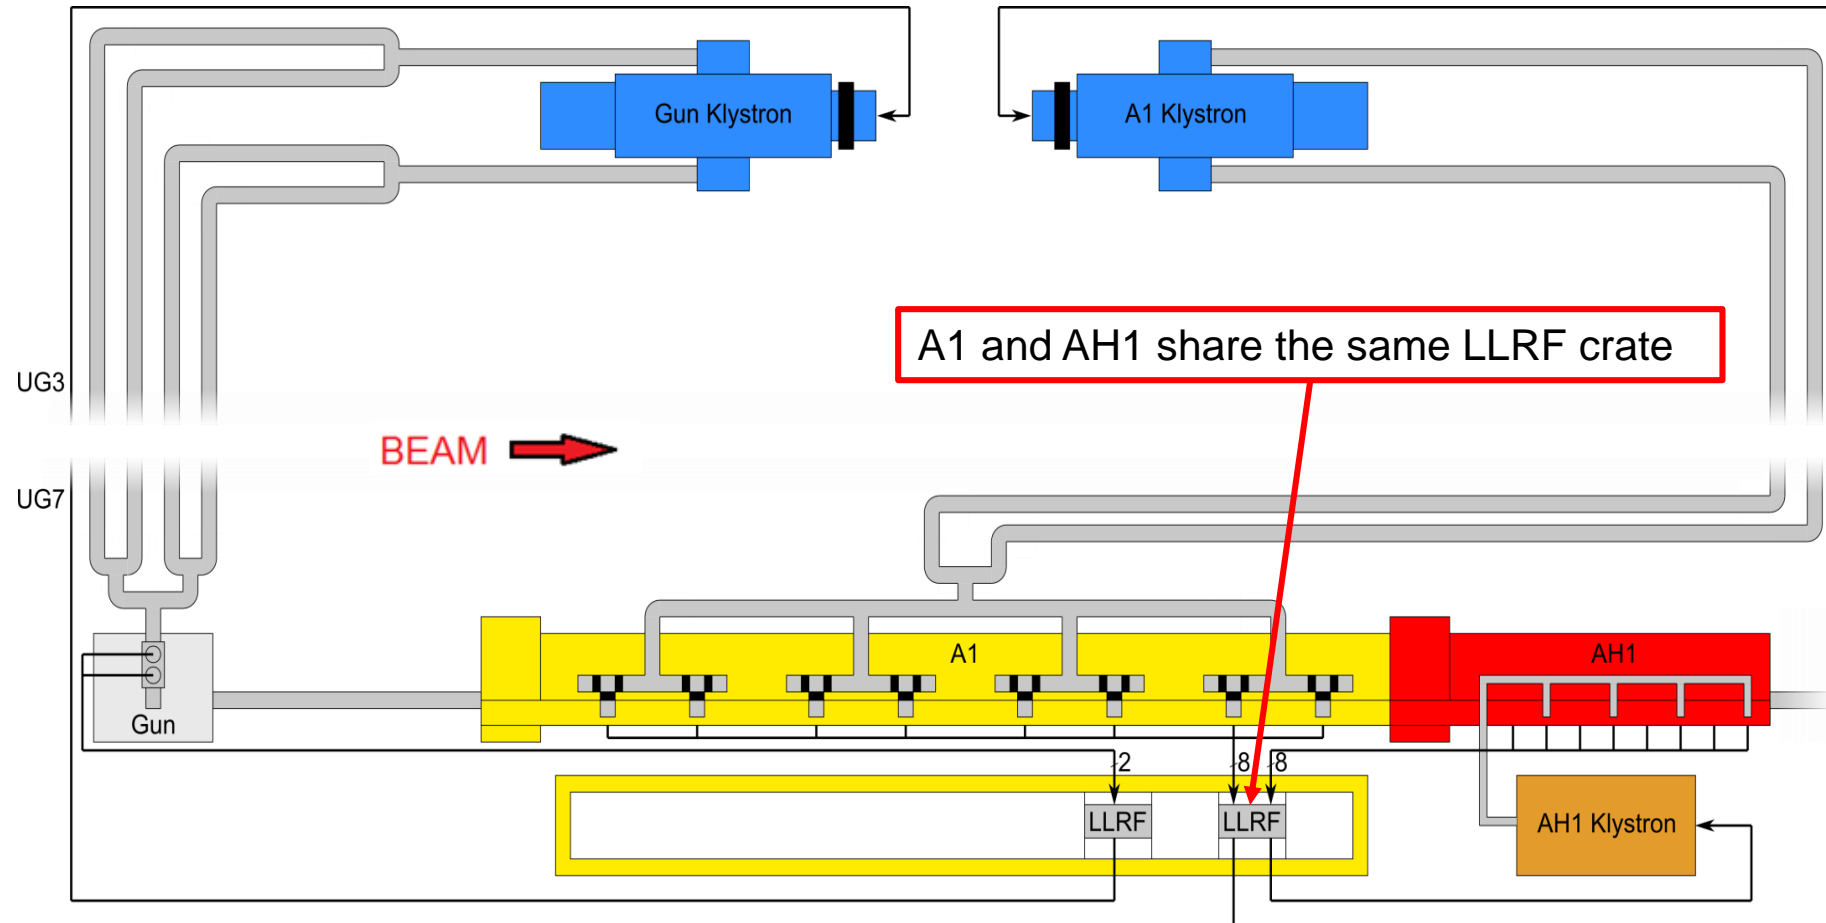 Gun Klystron
A1 Klystron
A1 and AH1 share the same LLRF crate
UG3
BEAM
UG7
A1
AH1
Gun
2
8
8
LLRF
LLRF
AH1 Klystron